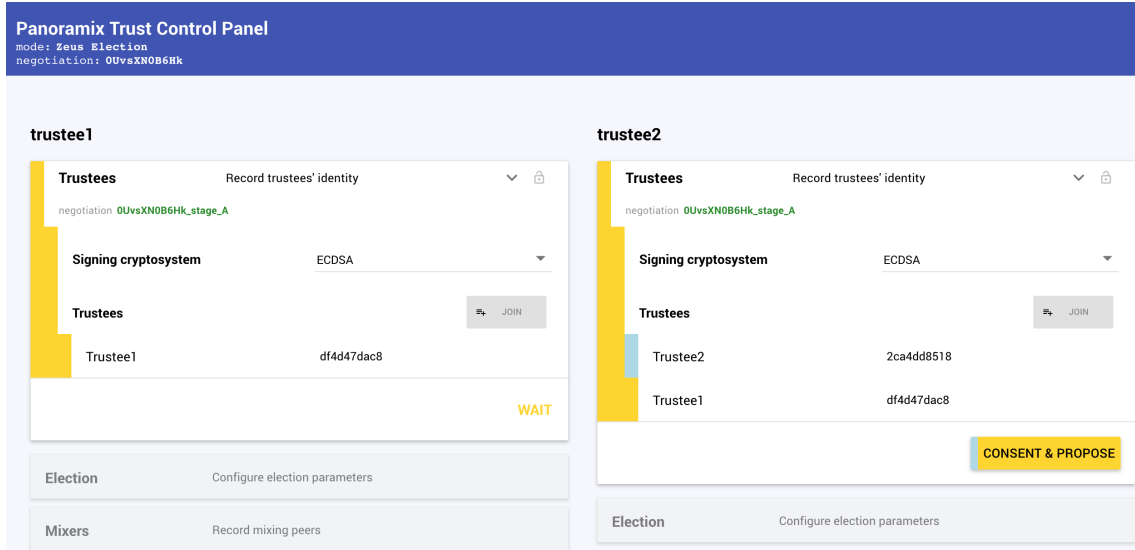 Panoramix Trust Control Panel
mode: Zeus Election
negotiation: 0UvsXN0B6Hk
trustee1
Trustees Record trustees' identity
negotiation 0UvsXN0B6Hk_stage_A
Signing cryptosystem ECDSA
Trustees JOIN
Trustee1 df4d47dac8
WAIT
Election Configure election parameters
Mixers Record mixing peers
trustee2
Trustees Record trustees' identity
negotiation 0UvsXN0B6Hk_stage_A
Signing cryptosystem ECDSA
Trustees JOIN
Trustee2 2ca4dd8518
Trustee1 df4d47dac8
CONSENT & PROPOSE
Election Configure election parameters